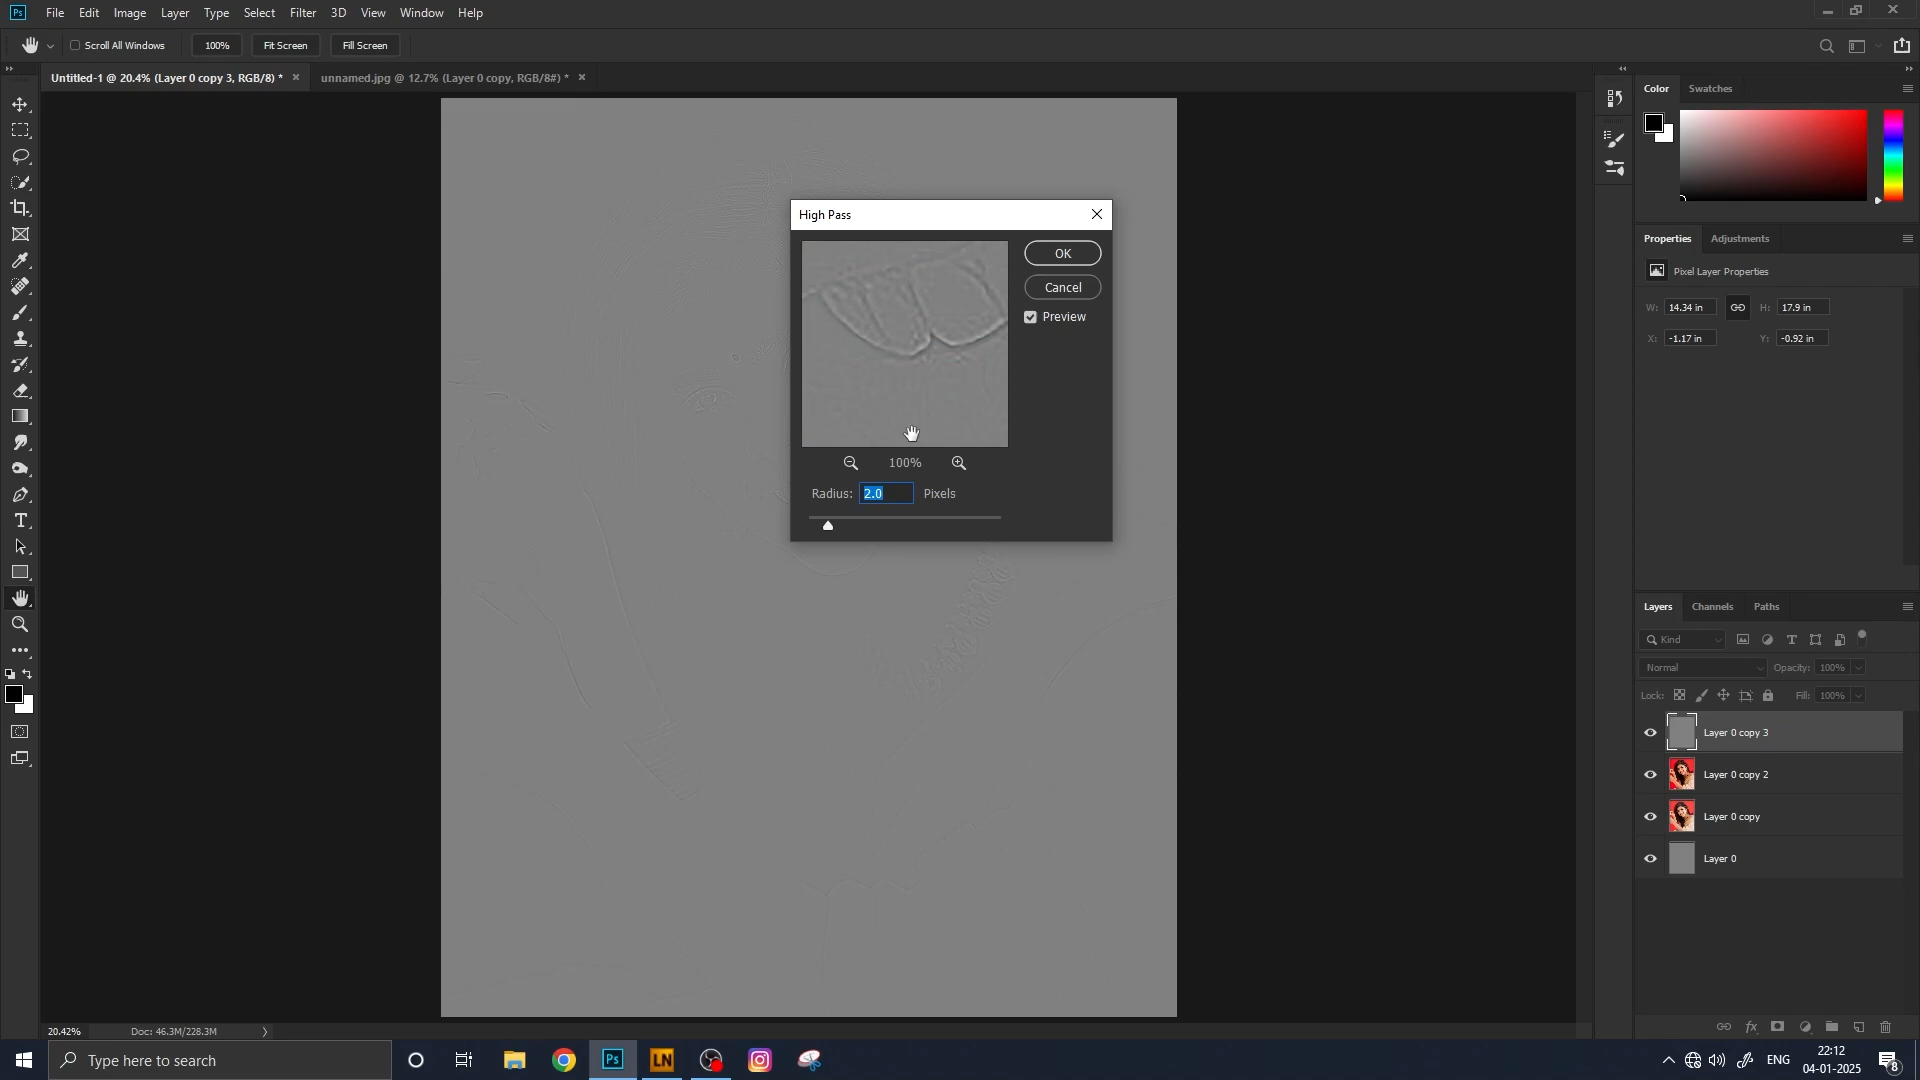 Ps File Edit Image Layer Type Select Filter 3D View Window Help
Scroll All Windows 100% Fit Screen Fill Screen
Untitled-1 @ 20.4% (Layer 0 copy 3, RGB/8) * × unnamed.jpg @ 12.7% (Layer 0 copy, RGB/8#) * ×
Color Swatches
High Pass
OK
Cancel
Preview
100%
Radius: 2.0 Pixels
Properties Adjustments
Pixel Layer Properties
W: 14.34 in H: 17.9 in
X: -1.17 in Y: -0.92 in
Layers Channels Paths
Kind
Normal Opacity: 100%
Lock: Fill: 100%
Layer 0 copy 3
Layer 0 copy 2
Layer 0 copy
Layer 0
20.42% Doc: 46.3M/228.3M
Type here to search
Ps LN
ENG
22:12
04-01-2025
8